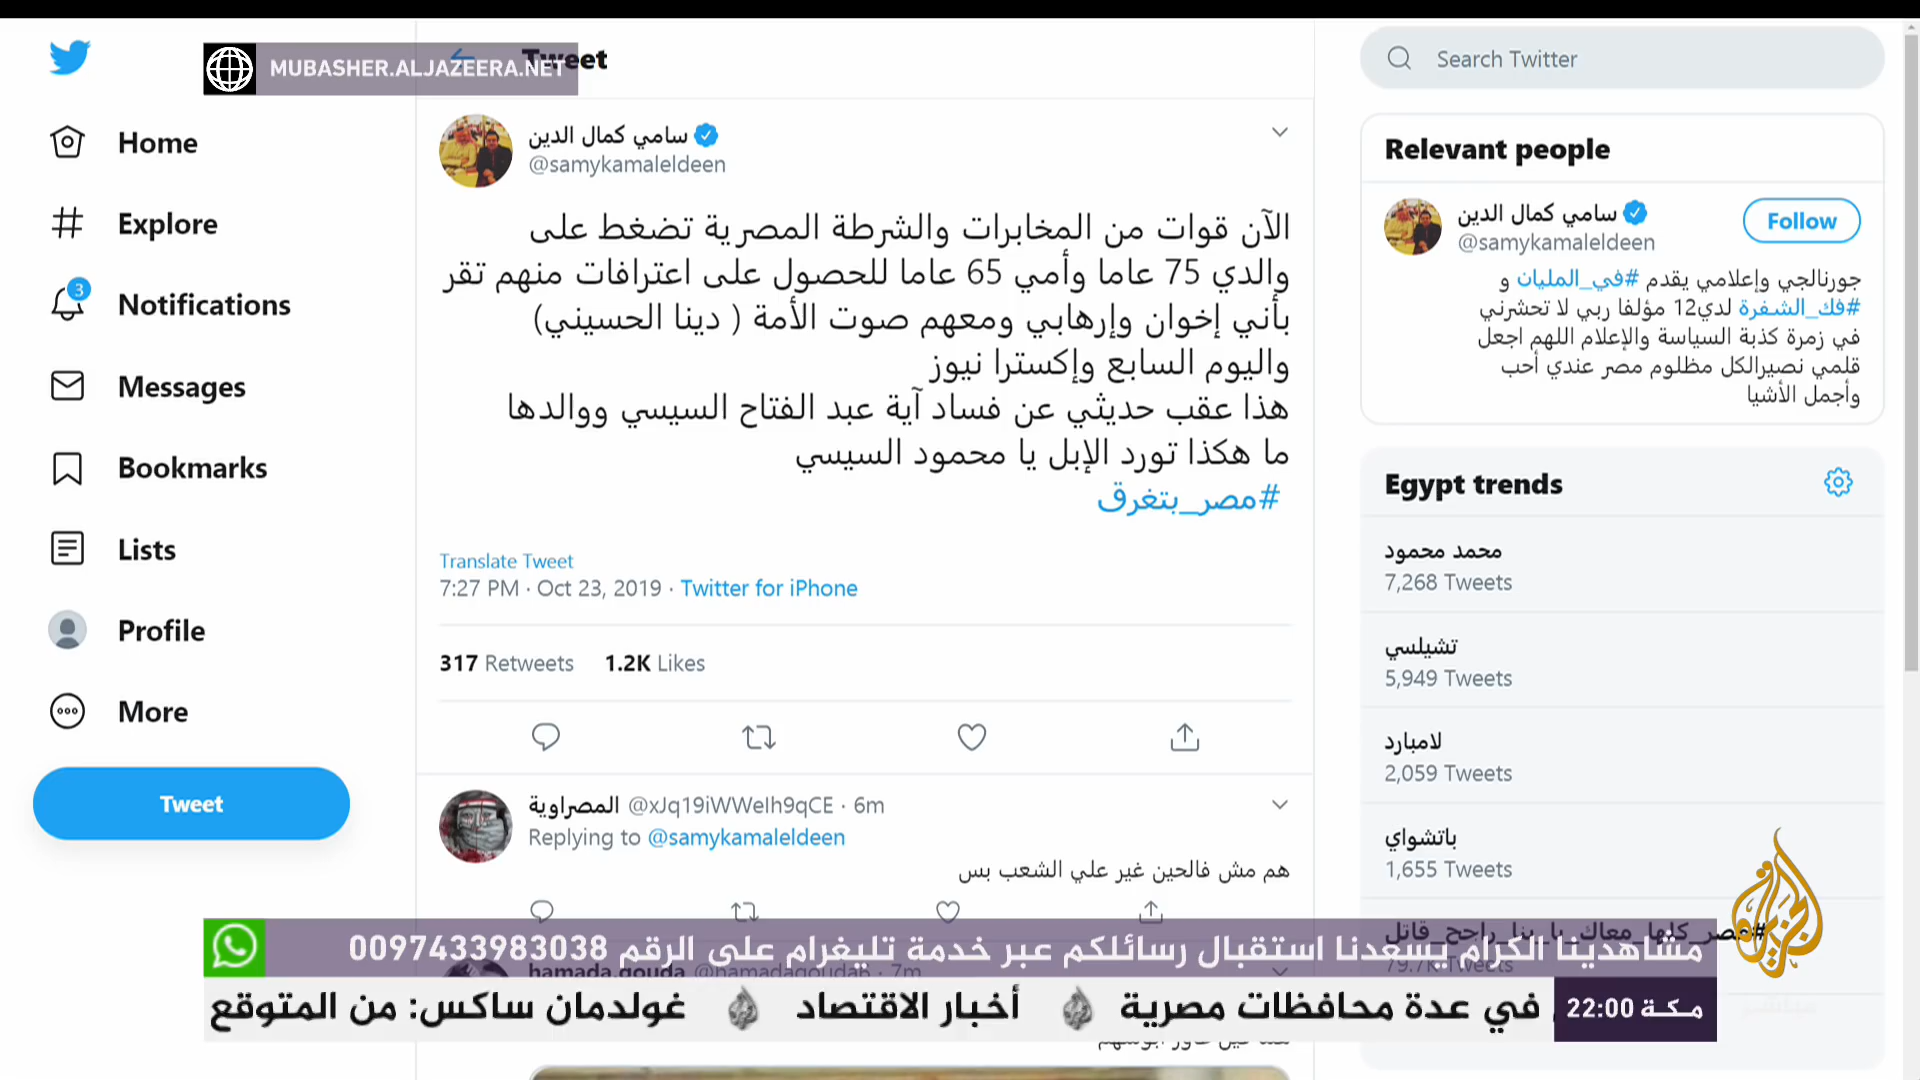 MUBASHER.ALJAZEERA.NET
Tweet
Search Twitter
Home
Explore
3
Notifications
Messages
Bookmarks
Lists
Profile
More
Tweet
سامي كمال الدين
@samykamaleldeen
الآن قوات من المخابرات والشرطة المصرية تضغط على
والدي 75 عاما وأمي 65 عاما للحصول على اعترافات منهم تقر
بأني إخوان وإرهابي ومعهم صوت الأمة ( دينا الحسيني)
واليوم السابع وإكسترا نيوز
هذا عقب حديثي عن فساد آية عبد الفتاح السيسي ووالدها
ما هكذا تورد الإبل يا محمود السيسي
#مصر_بتغرق
Translate Tweet
7:27 PM · Oct 23, 2019 · Twitter for iPhone
317 Retweets 1.2K Likes
المصراوية @xJq19iWWeIh9qCE · 6m
Replying to @samykamaleldeen
هم مش فالحين غير علي الشعب بس
hamada.gouda @hamadagoudab · 7m
Relevant people
سامي كمال الدين
@samykamaleldeen
Follow
جورنالجي وإعلامي يقدم #في_المليان و
#فك_الشفرة لدي12 مؤلفا ربي لا تحشرني
في زمرة كذبة السياسة والإعلام اللهم اجعل
قلمي نصيرالكل مظلوم مصر عندي أحب
وأجمل الأشيا
Egypt trends
محمد محمود
7,268 Tweets
تشيلسي
5,949 Tweets
لامبارد
2,059 Tweets
باتشواي
1,655 Tweets
#مصر_كلها_معاك_يا_بنا_راجح_قاتل
79.7K Tweets
مشاهدينا الكرام يسعدنا استقبال رسائلكم عبر خدمة تليغرام على الرقم 0097433983038
مكة 22:00
في عدة محافظات مصرية أخبار الاقتصاد غولدمان ساكس: من المتوقع